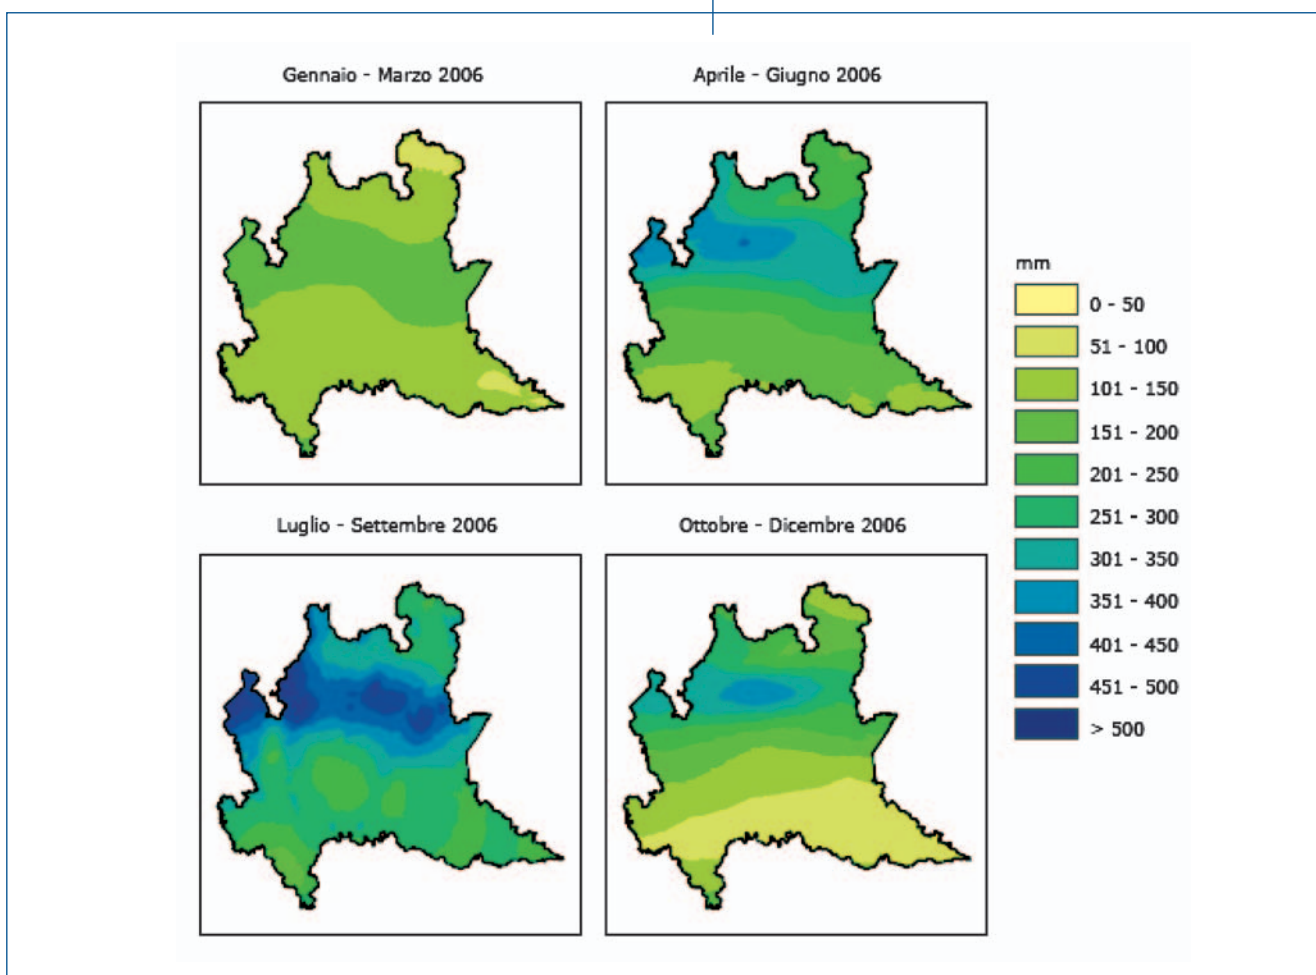 Gennaio - Marzo 2006
Aprile - Giugno 2006
mm
0 - 50
51 - 100
101 - 150
151 - 200
201 - 250
251 - 300
301 - 350
351 - 400
401 - 450
451 - 500
> 500
Luglio - Settembre 2006
Ottobre - Dicembre 2006